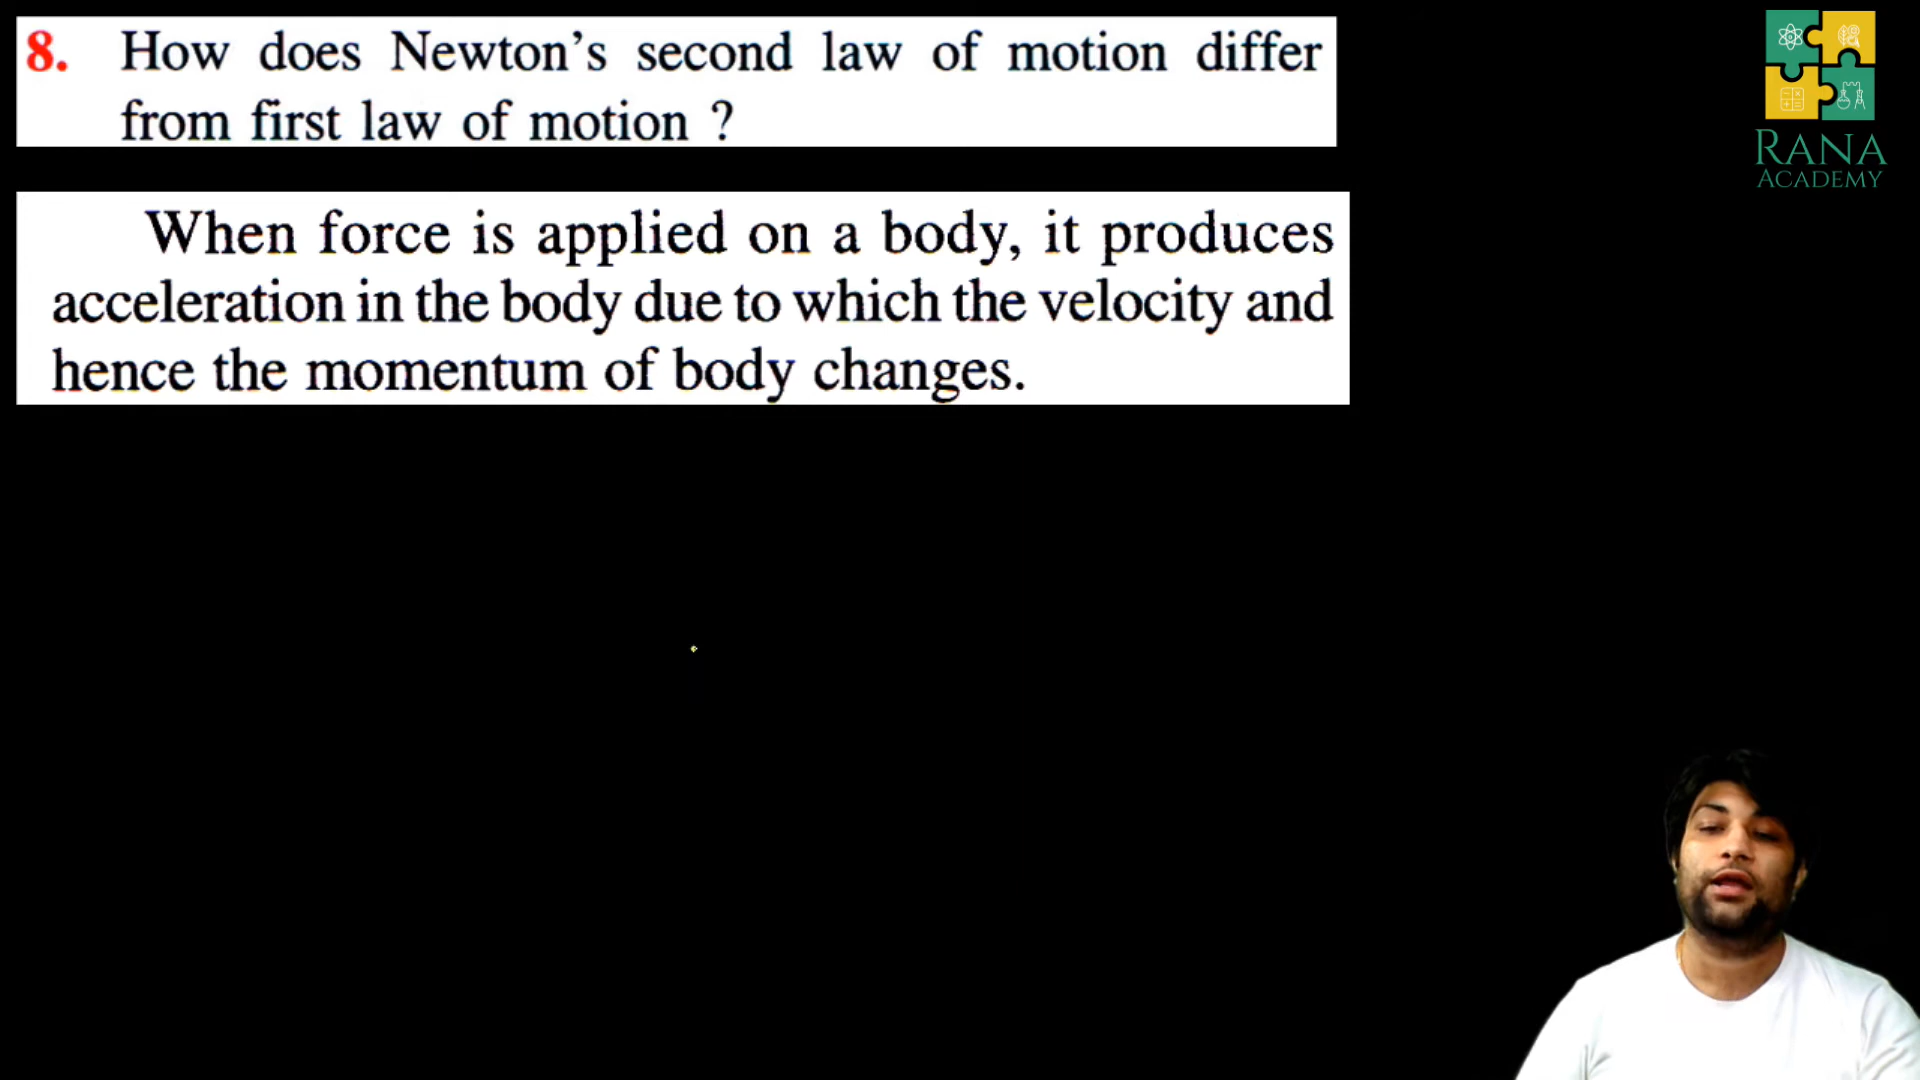 8. How does Newton's second law of motion differ
from first law of motion ?
When force is applied on a body, it produces
acceleration in the body due to which the velocity and
hence the momentum of body changes.
RANA
ACADEMY